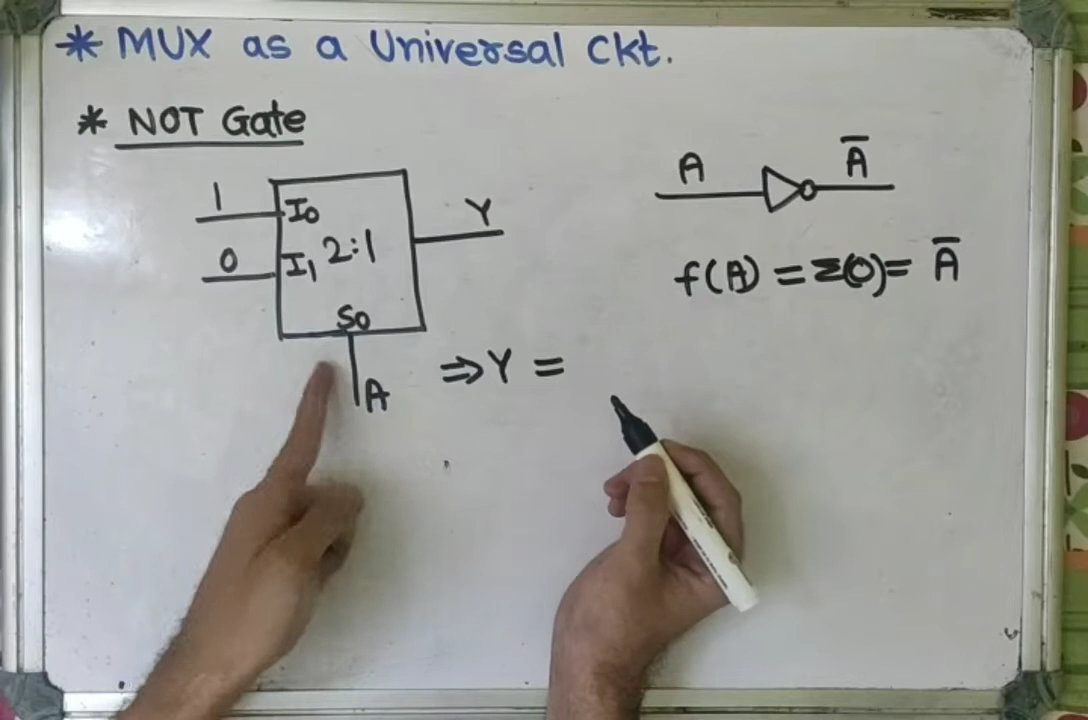 * MUX as a Universal Ckt.
* NOT Gate
1
I0
0
I1
2:1
S0
A
Y
⇒Y =
A
Ā
f(A) = Σ(0) = Ā